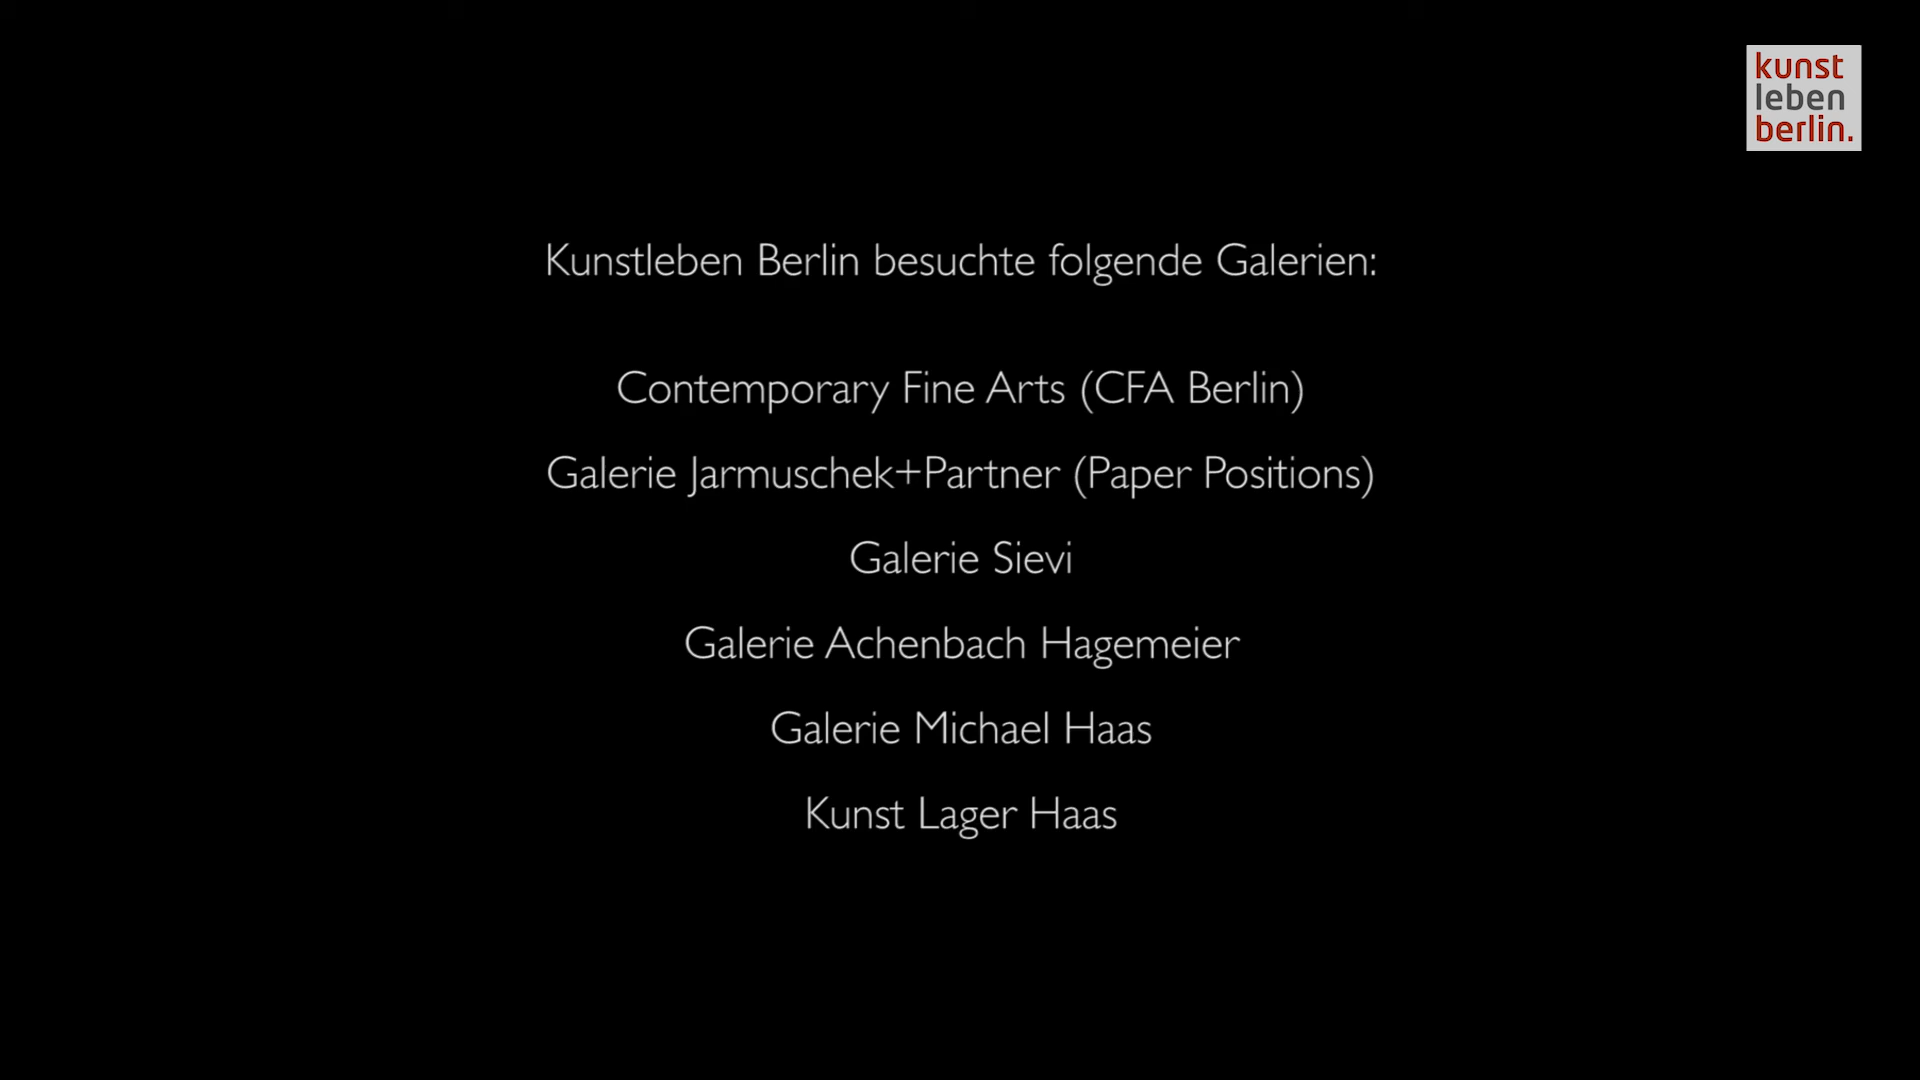 kunst
leben
berlin.
Kunstleben Berlin besuchte folgende Galerien:
Contemporary Fine Arts (CFA Berlin)
Galerie Jarmuschek+Partner (Paper Positions)
Galerie Sievi
Galerie Achenbach Hagemeier
Galerie Michael Haas
Kunst Lager Haas